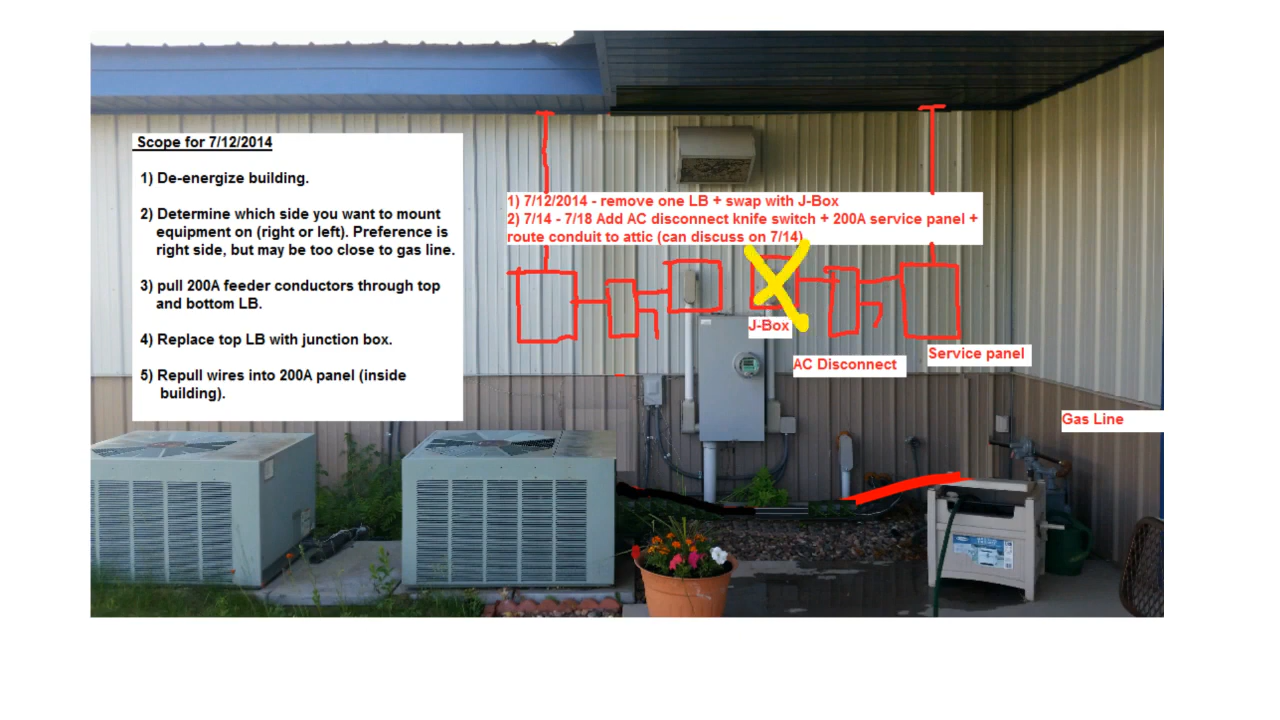 Scope for 7/12/2014
1) De-energize building.
2) Determine which side you want to mount
equipment on (right or left). Preference is
right side, but may be too close to gas line.
3) pull 200A feeder conductors through top
and bottom LB.
4) Replace top LB with junction box.
5) Repull wires into 200A panel (inside
building).
1) 7/12/2014 - remove one LB + swap with J-Box
2) 7/14 - 7/18 Add AC disconnect knife switch + 200A service panel +
route conduit to attic (can discuss on 7/14)
J-Box
AC Disconnect
Service panel
Gas Line